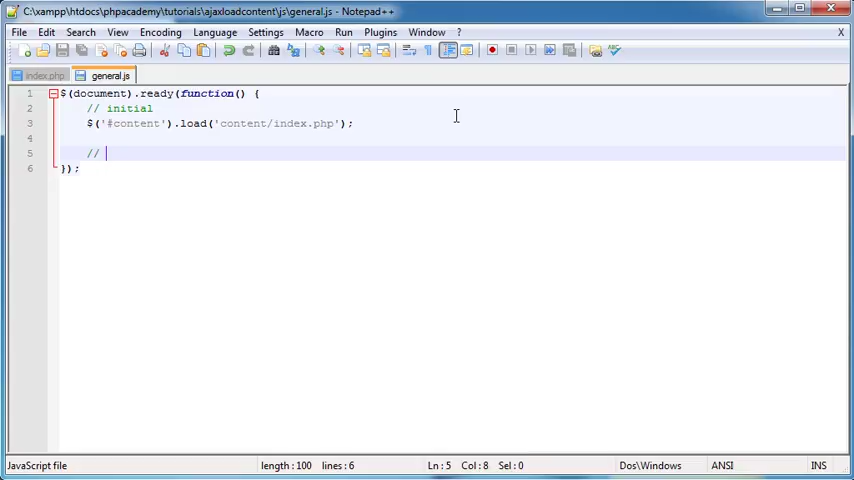 C:\xampp\htdocs\phpacademy\tutorials\ajaxloadcontent\js\general.js - Notepad++
File Edit Search View Encoding Language Settings Macro Run Plugins Window ? X
index.php general.js
1 $(document).ready(function() {
2 // initial
3 $('#content').load('content/index.php');
4
5 //
6 });
JavaScript file length : 100 lines : 6 Ln : 5 Col : 8 Sel : 0 Dos\Windows ANSI INS